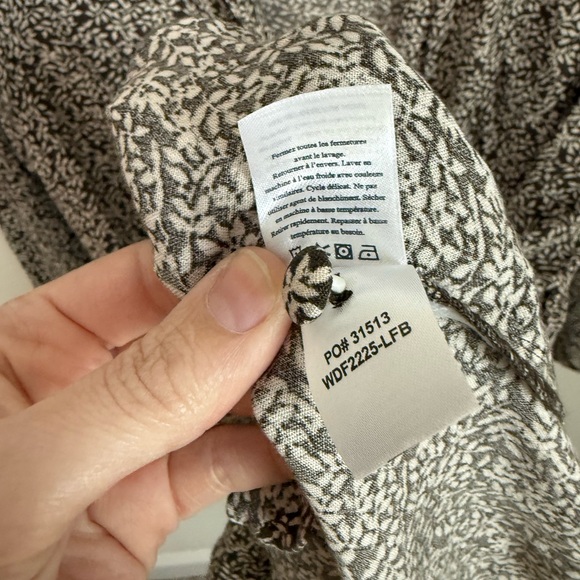 Fermez toutes les fermetures
avant le lavage.
Retourner à l'envers. Laver en
machine à l'eau froide avec couleurs
similaires. Cycle délicat. Ne pas
utiliser agent de blanchiment. Sécher
en machine à basse température.
Retirer rapidement. Repasser à basse
température en besoin.
PO# 31513
WDF2225-LFB